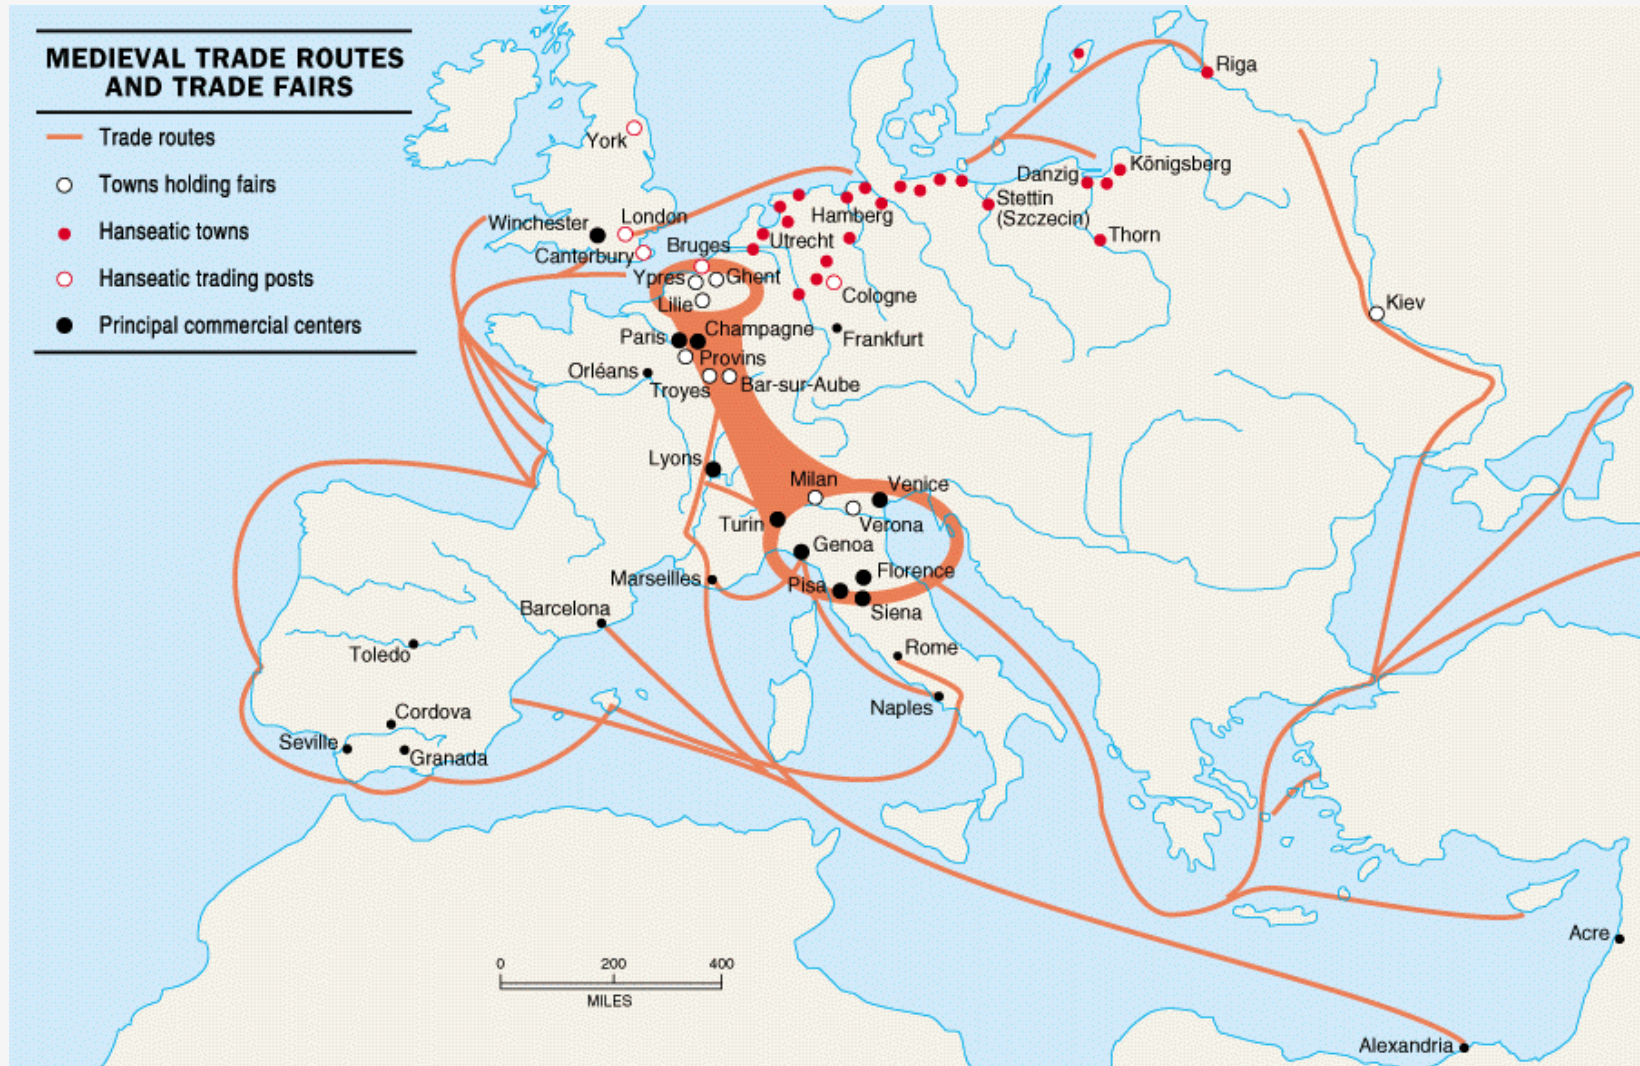 MEDIEVAL TRADE ROUTES
AND TRADE FAIRS
Trade routes
Towns holding fairs
Hanseatic towns
Hanseatic trading posts
Principal commercial centers
Riga
York
Königsberg
Danzig
Stettin
(Szczecin)
Hamberg
London
Winchester
Thorn
Utrecht
Bruges
Canterbury
Ypres
Ghent
Cologne
Lilie
Kiev
Champagne
Paris
Frankfurt
Provins
Orléans
Troyes
Bar-sur-Aube
Lyons
Milan
Venice
Turin
Verona
Genoa
Florence
Marseilles
Pisa
Barcelona
Siena
Rome
Toledo
Naples
Cordova
Seville
Granada
Acre
0 200 400
MILES
Alexandria